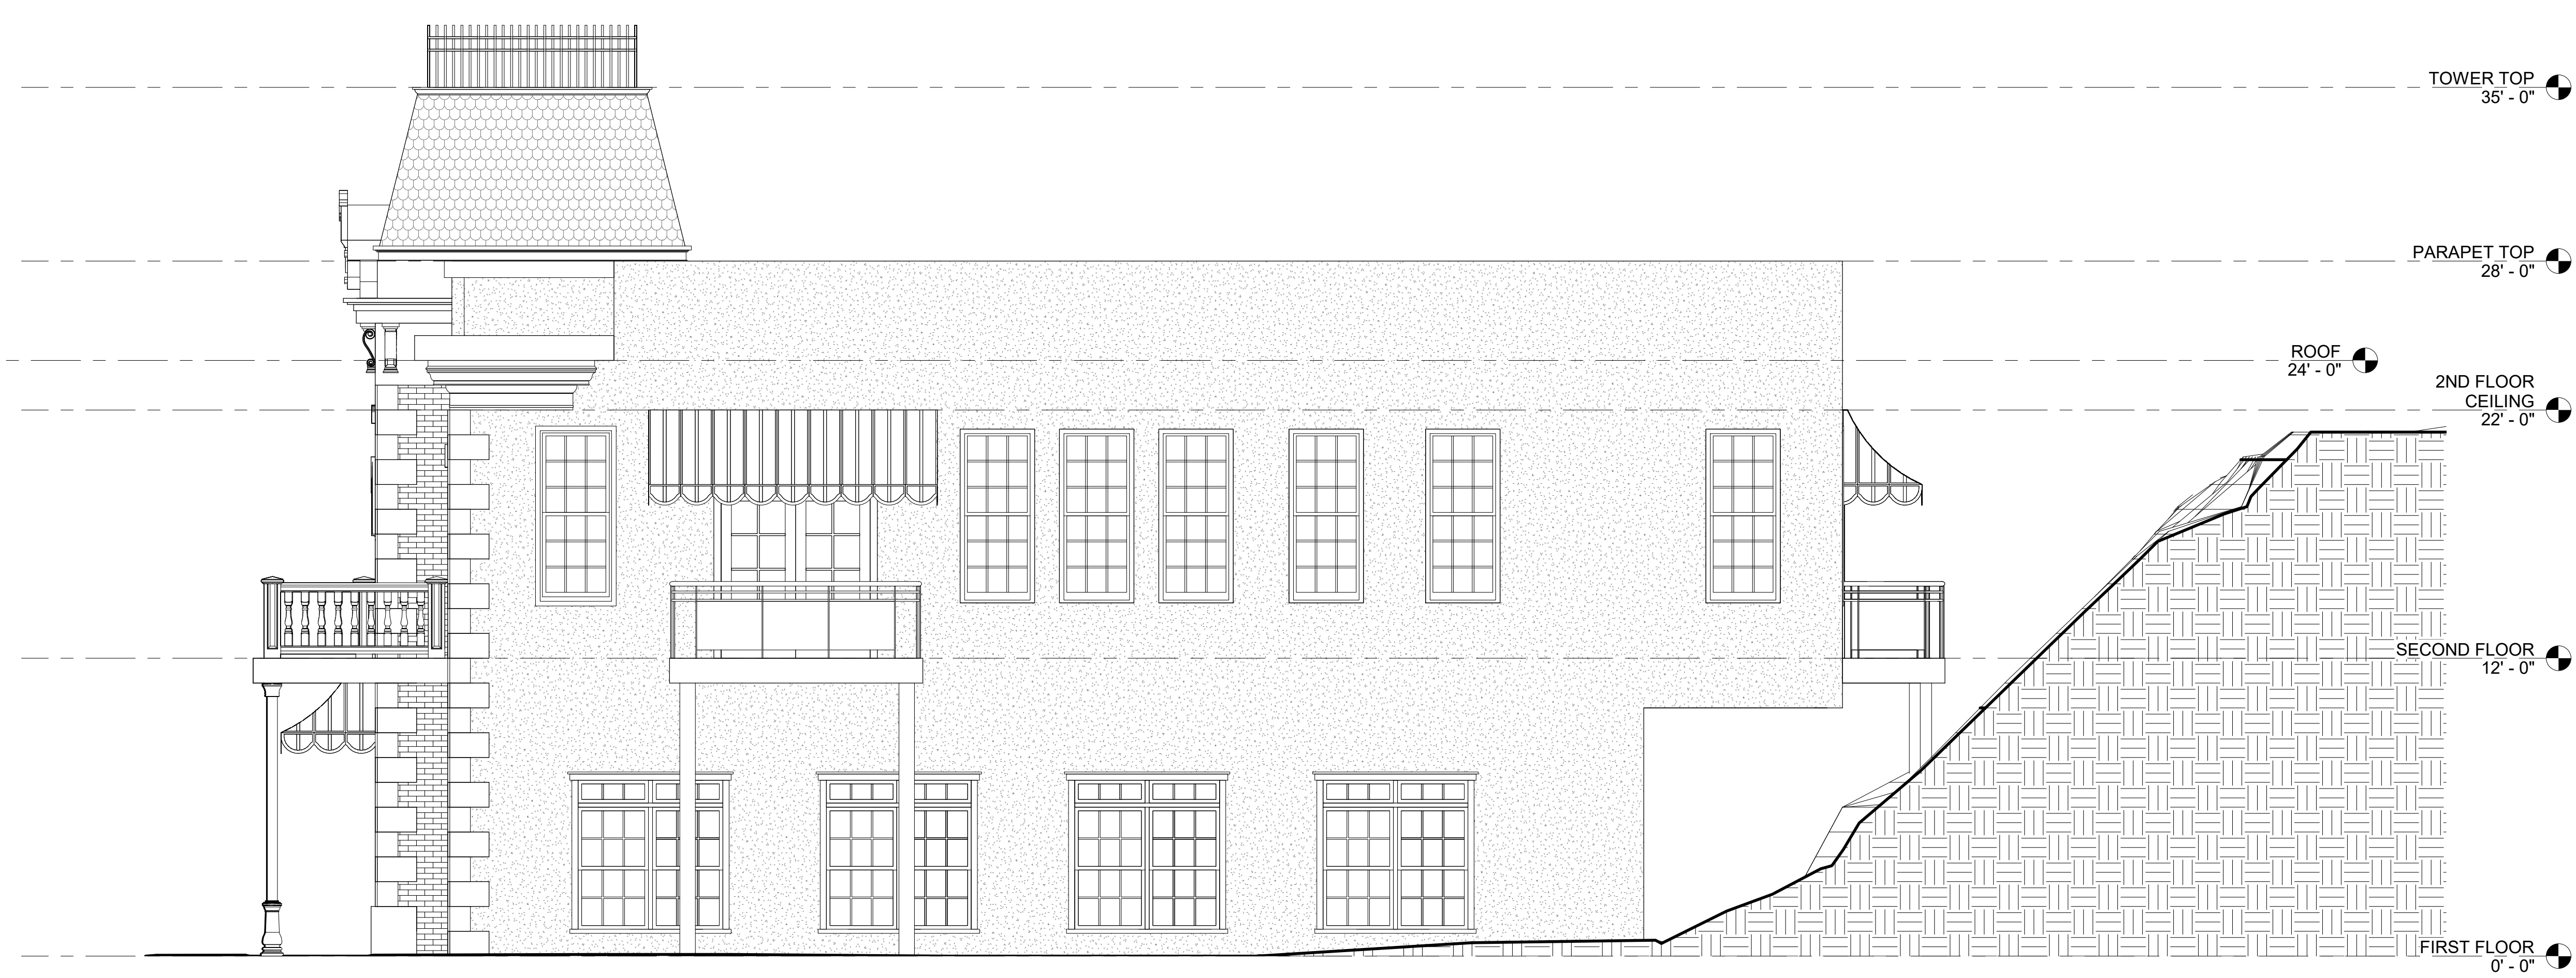 TOWER TOP
35' - 0"
PARAPET TOP
28' - 0"
ROOF
24' - 0"
2ND FLOOR
CEILING
22' - 0"
SECOND FLOOR
12' - 0"
FIRST FLOOR
0' - 0"